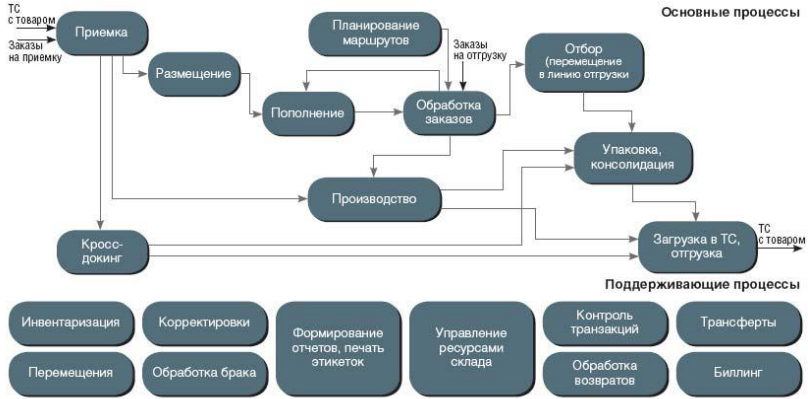 Основные процессы
ТС
с товаром
Заказы
на приемку
Приемка
Планирование
маршрутов
Заказы
на отгрузку
Отбор
(перемещение
в линию отгрузки
Размещение
Пополнение
Обработка
заказов
Упаковка,
консолидация
Производство
Кросс-
докинг
Загрузка в ТС,
отгрузка
ТС
с товаром
Поддерживающие процессы
Инвентаризация
Корректировки
Формирование
отчетов, печать
этикеток
Управление
ресурсами
склада
Контроль
транзакций
Трансферты
Перемещения
Обработка брака
Обработка
возвратов
Биллинг